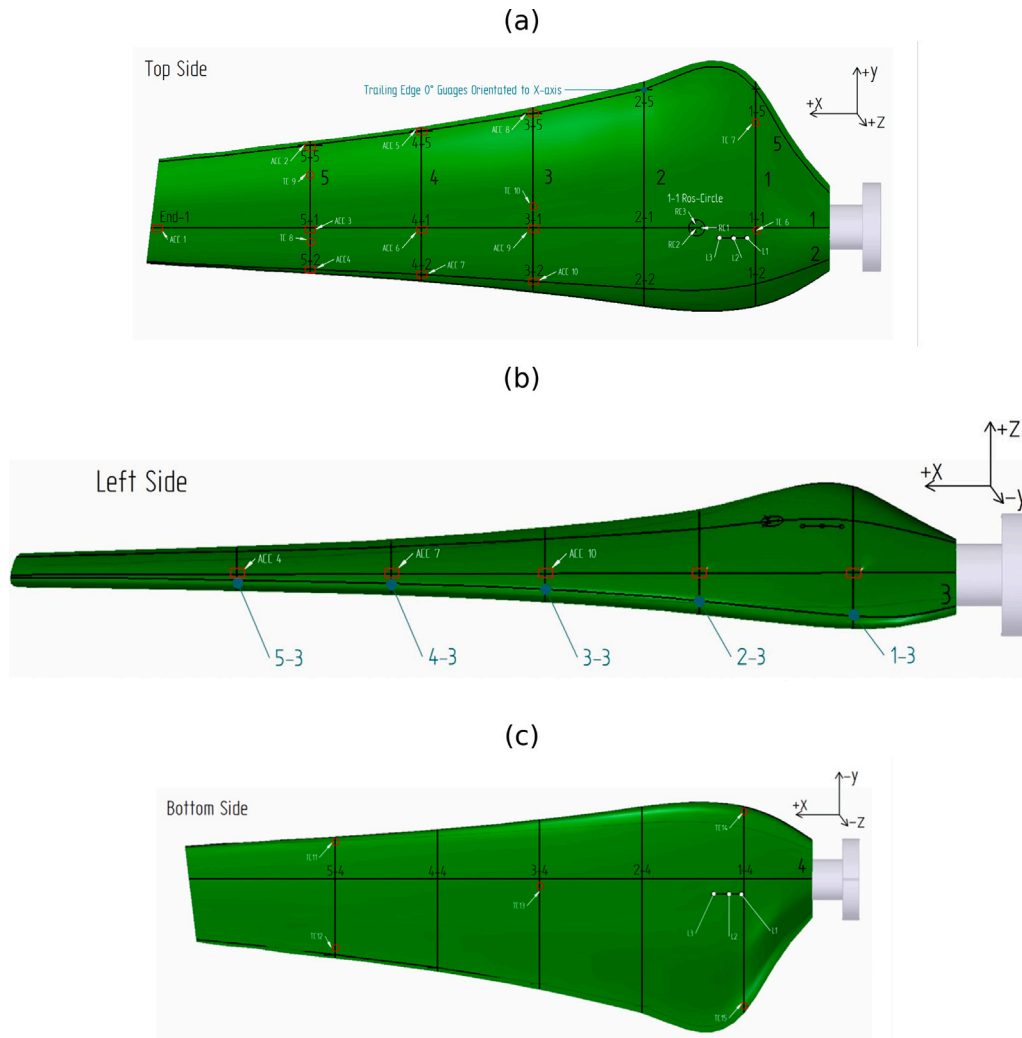 (a)
Top Side
Trailing Edge 0° Guages Orientated to X-axis
+y
+X
+Z
2-5
1-5
TC 7
5
ACC 8
3-5
ACC 5
4-5
ACC 2
5-5
TC 9
5
4
3
2
1
TC 10
1-1 Ros-Circle
RC3
RC1
RC2
End-1
ACC 1
5-1
ACC 3
TC 8
4-1
ACC 6
3-1
ACC 9
2-1
1-1
TC 6
1
L3
L2
L1
2
5-2
ACC4
4-2
ACC 7
3-2
ACC 10
2-2
1-2
(b)
Left Side
+Z
+X
-y
ACC 4
ACC 7
ACC 10
3
5-3
4-3
3-3
2-3
1-3
(c)
Bottom Side
-y
+X
-Z
TC11
TC14
5-4
4-4
3-4
2-4
1-4
4
TC13
L3
L2
L1
TC12
TC15